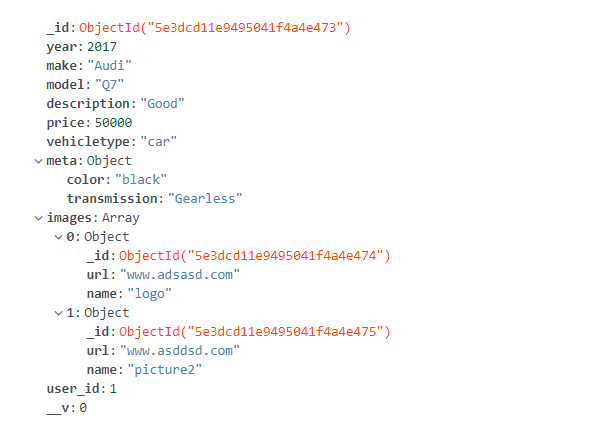 _id: ObjectId("5e3dcd11e9495041f4a4e473")
year: 2017
make: "Audi"
model: "Q7"
description: "Good"
price: 50000
vehicletype: "car"
meta: Object
color: "black"
transmission: "Gearless"
images: Array
0: Object
_id: ObjectId("5e3dcd11e9495041f4a4e474")
url: "www.adsasd.com"
name: "logo"
1: Object
_id: ObjectId("5e3dcd11e9495041f4a4e475")
url: "www.asddsd.com"
name: "picture2"
user_id: 1
__v: 0